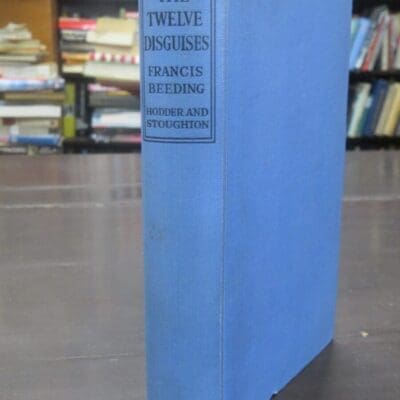 THE
TWELVE
DISGUISES
FRANCIS
BEEDING
HODDER AND
STOUGHTON